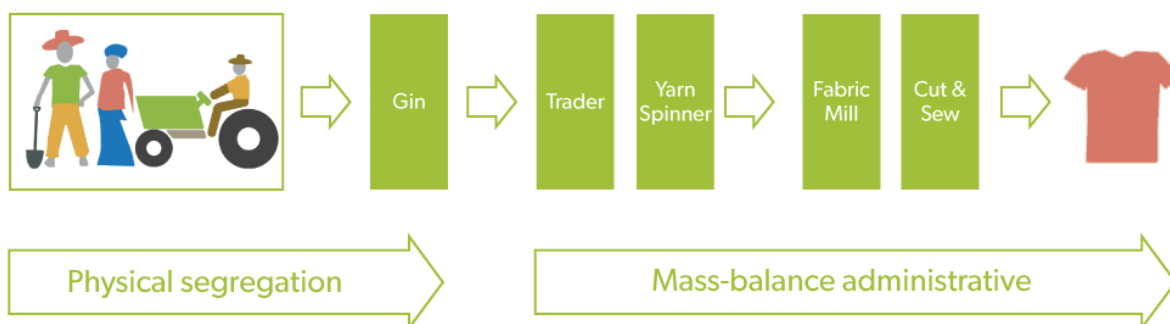 Gin
Trader
Yarn
Spinner
Fabric
Mill
Cut &
Sew
Physical segregation
Mass-balance administrative